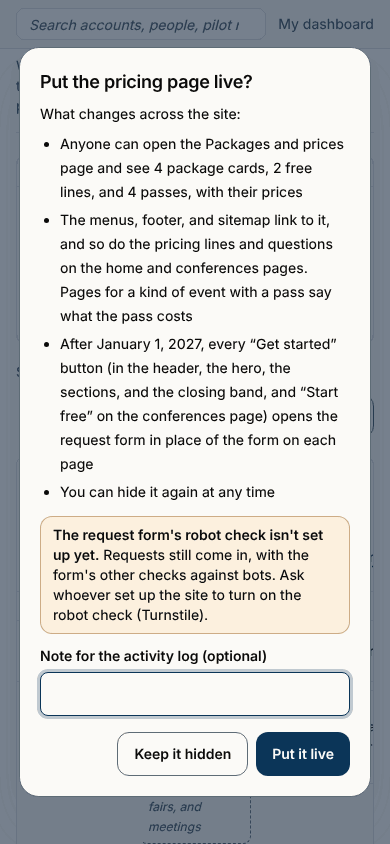 Search accounts, people, pilot
My dashboard
Put the pricing page live?
What changes across the site:
Anyone can open the Packages and prices
page and see 4 package cards, 2 free
lines, and 4 passes, with their prices
The menus, footer, and sitemap link to it,
and so do the pricing lines and questions
on the home and conferences pages.
Pages for a kind of event with a pass say
what the pass costs
After January 1, 2027, every “Get started”
button (in the header, the hero, the
sections, and the closing band, and “Start
free” on the conferences page) opens the
request form in place of the form on each
page
You can hide it again at any time
The request form's robot check isn't set
up yet. Requests still come in, with the
form's other checks against bots. Ask
whoever set up the site to turn on the
robot check (Turnstile).
Note for the activity log (optional)
Keep it hidden
Put it live
fairs, and
meetings